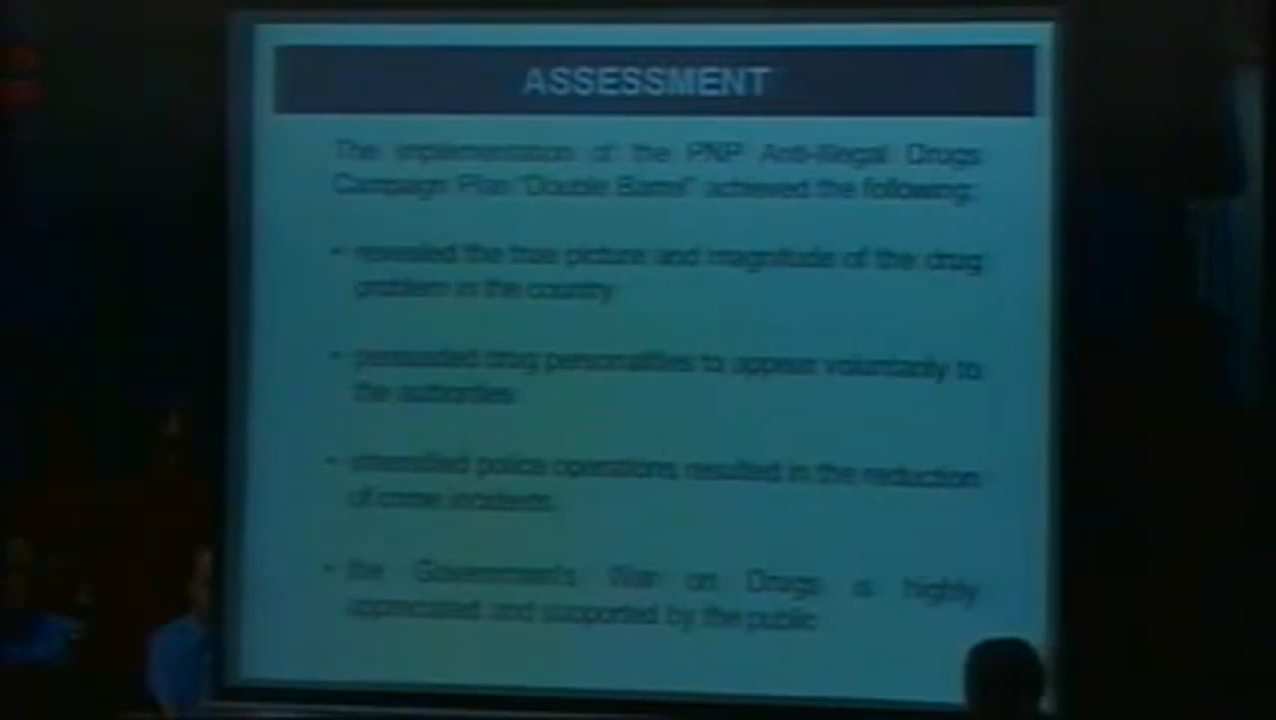 ASSESSMENT
The implementation of the PNP Anti-Illegal Drugs
Campaign Plan "Double Barrel" achieved the following:
- revealed the true picture and magnitude of the drug
problem in the country
- persuaded drug personalities to appear voluntarily to
the authorities
- intensified police operations resulted in the reduction
of crime incidents.
- the Government's War on Drugs is highly
appreciated and supported by the public